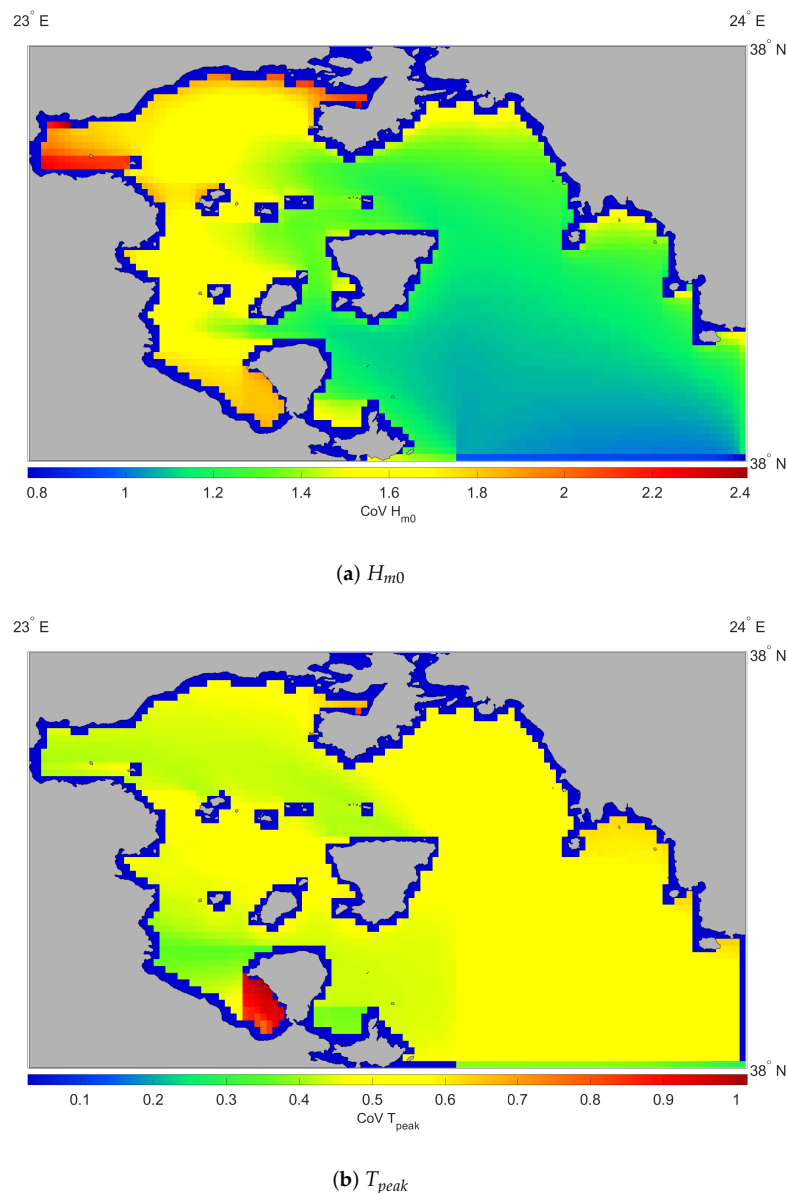 23° E 24° E
38° N
38° N
0.8 1 1.2 1.4 1.6 1.8 2 2.2 2.4
CoV H_m0
(a) H_m0
23° E 24° E
38° N
38° N
0.1 0.2 0.3 0.4 0.5 0.6 0.7 0.8 0.9 1
CoV T_peak
(b) T_peak